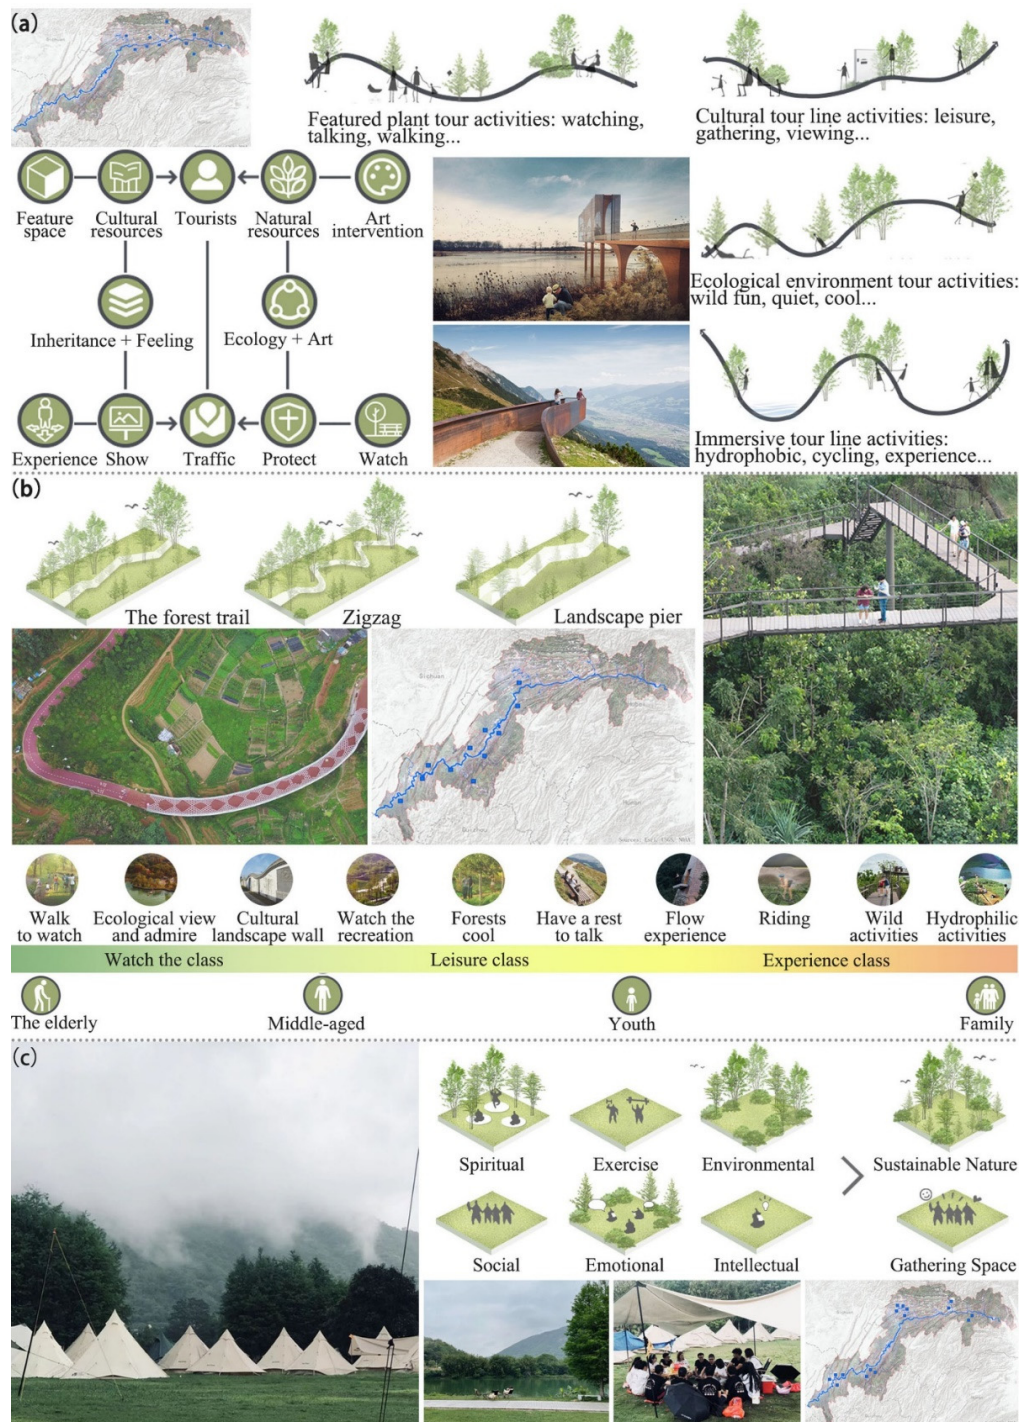 (a)
Featured plant tour activities: watching,
talking, walking...
Cultural tour line activities: leisure,
gathering, viewing...
Feature
space
Cultural
resources
Tourists
Natural
resources
Art
intervention
Ecological environment tour activities:
wild fun, quiet, cool...
Inheritance + Feeling
Ecology + Art
Experience
Show
Traffic
Protect
Watch
Immersive tour line activities:
hydrophobic, cycling, experience...
(b)
The forest trail
Zigzag
Landscape pier
Walk
to watch
Ecological view
and admire
Cultural
landscape wall
Watch the
recreation
Forests
cool
Have a rest
to talk
Flow
experience
Riding
Wild
activities
Hydrophilic
activities
Watch the class
Leisure class
Experience class
The elderly
Middle-aged
Youth
Family
(c)
Spiritual
Exercise
Environmental
Sustainable Nature
Social
Emotional
Intellectual
Gathering Space